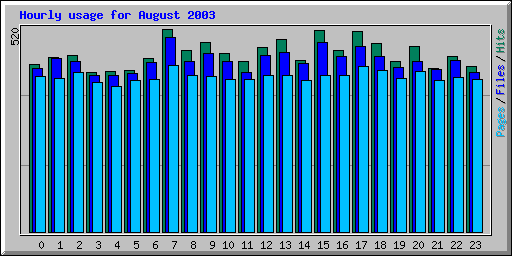 Hourly usage for August 2003
520
Pages / Files / Hits
0 1 2 3 4 5 6 7 8 9 10 11 12 13 14 15 16 17 18 19 20 21 22 23